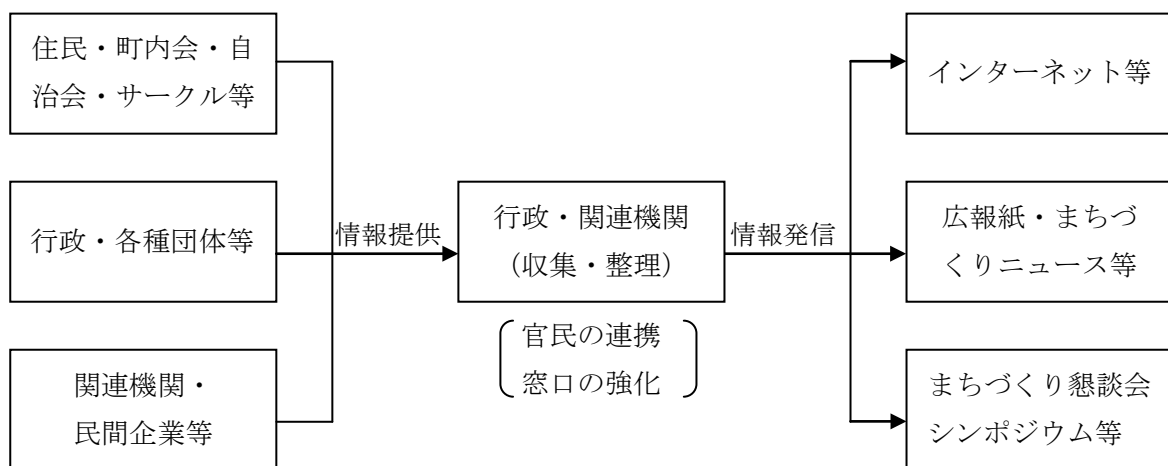 住民・町内会・自
治会・サークル等
行政・各種団体等
関連機関・
民間企業等
情報提供
行政・関連機関
(収集・整理)
官民の連携
窓口の強化
情報発信
インターネット等
広報紙・まちづ
くりニュース等
まちづくり懇談会
シンポジウム等